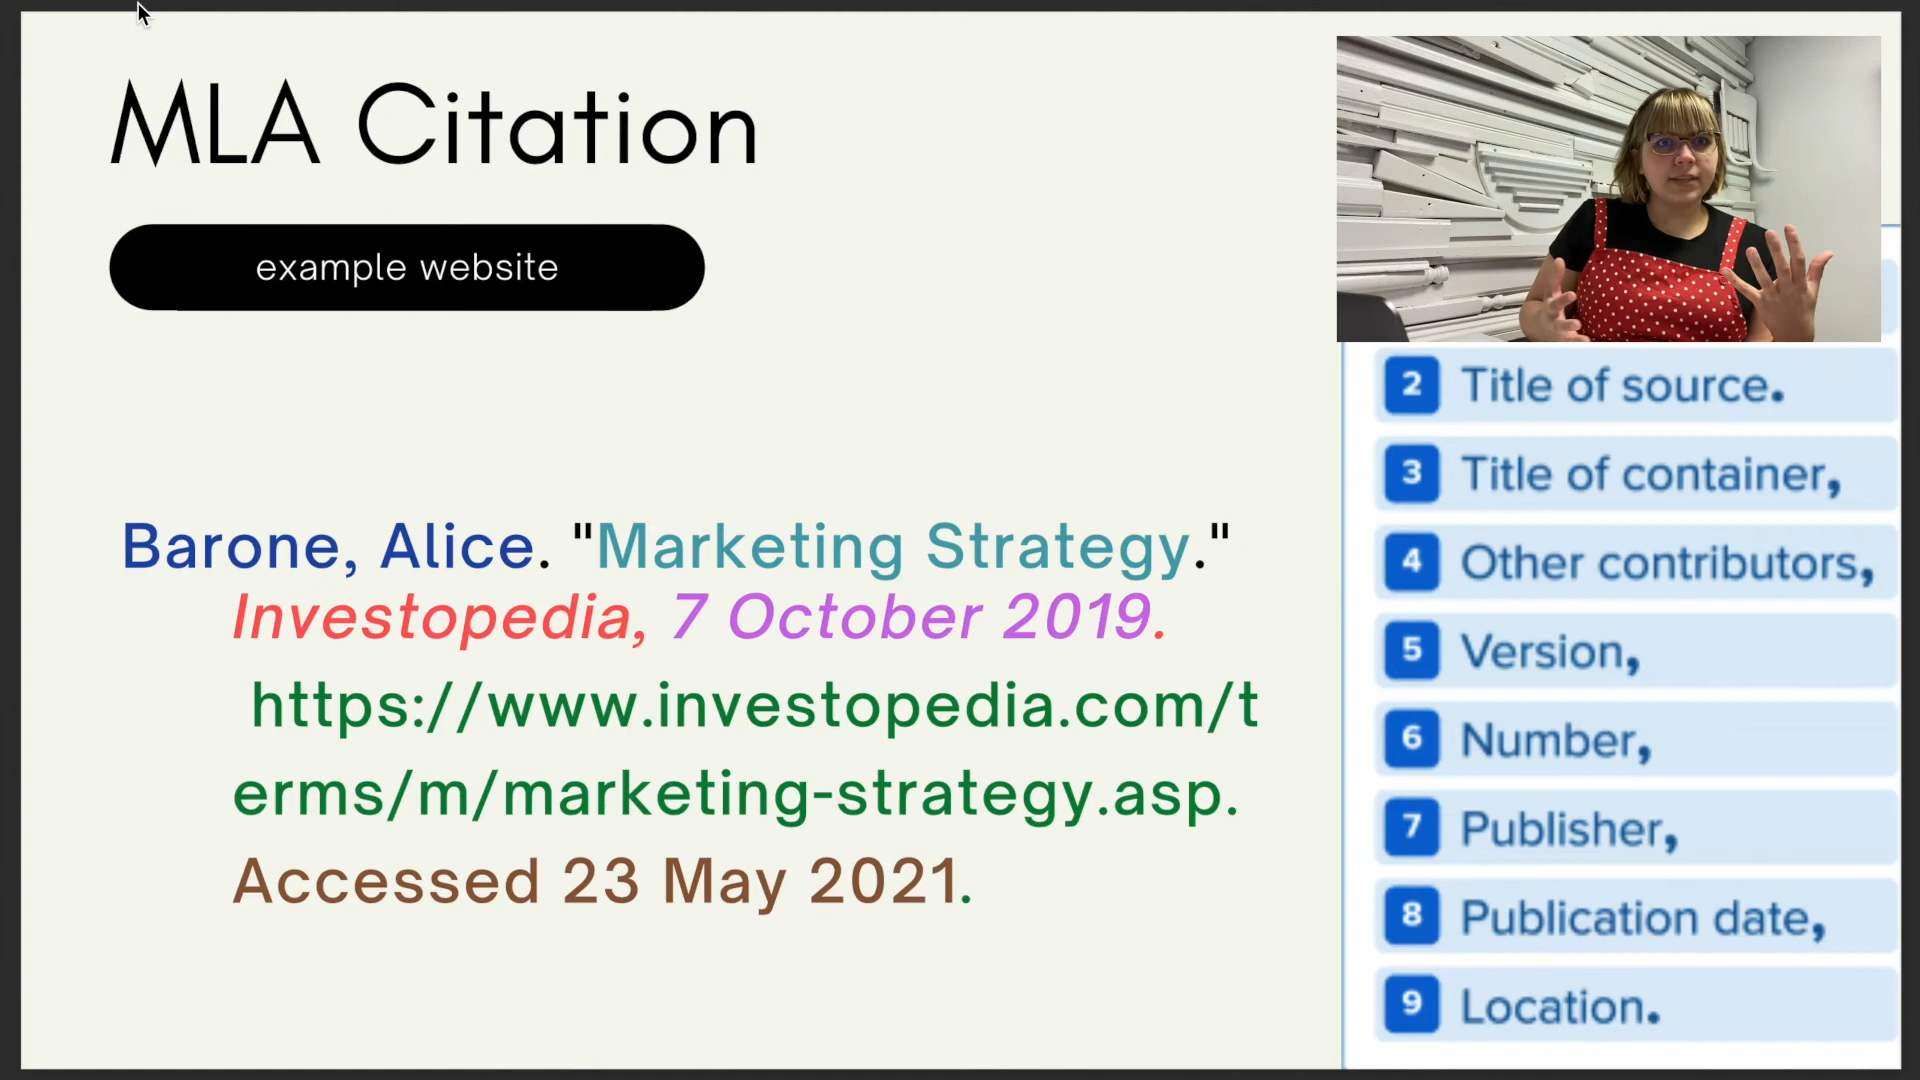 MLA Citation
example website
Barone, Alice. "Marketing Strategy."
Investopedia, 7 October 2019.
https://www.investopedia.com/t
erms/m/marketing-strategy.asp.
Accessed 23 May 2021.
2 Title of source.
3 Title of container,
4 Other contributors,
5 Version,
6 Number,
7 Publisher,
8 Publication date,
9 Location.